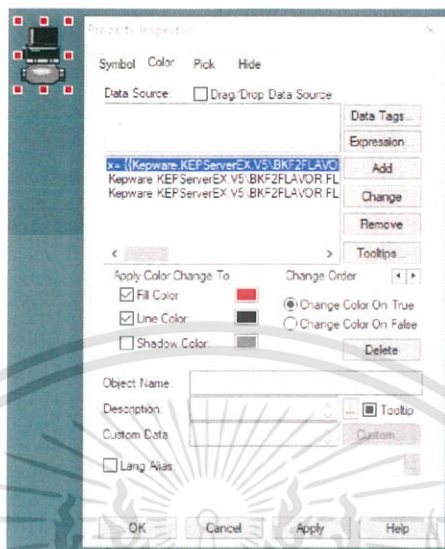 Property Inspector
Symbol Color Pick Hide
Data Source: Drag/Drop Data Source
Data Tags...
Expression...
x= ((Kepware.KEPServerEX.V5\BKF2FLAVO
Add
Kepware.KEPServerEX.V5\BKF2FLAVOR.FL
Kepware.KEPServerEX.V5\BKF2FLAVOR.FL
Change
Remove
Tooltips...
Apply Color Change To Change Order:
Fill Color Change Color On True
Line Color: Change Color On False
Shadow Color: Delete
Object Name:
Description: ... Tooltip
Custom Data Custom...
Lang Alias
OK Cancel Apply Help